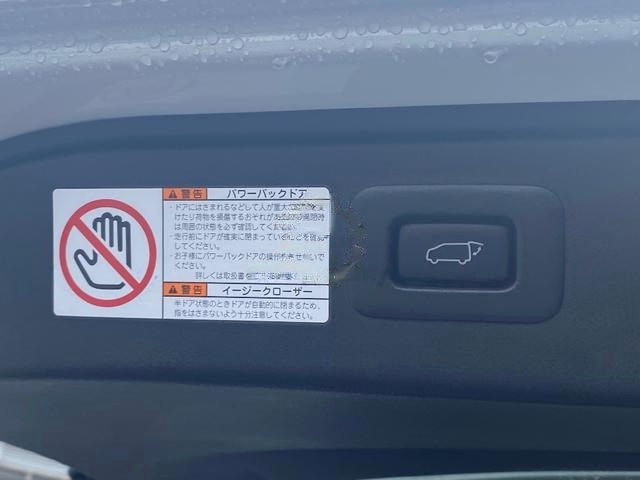 警告 パワーバックドア
・ドアにはさまれるなどして人が重大な
けたり荷物を損傷するおそれがあ 開閉時
は周囲の状態を必ず確認してく
・走行前にドアが確実に閉まっている とを確
してください。
・お子様にパワーバックドアの操作を せないで
ください。
詳しくは取扱書を
警告 イージークローザー
半ドア状態のときドアが自動的に閉まるため、
指をはさまないよう十分注意してください。